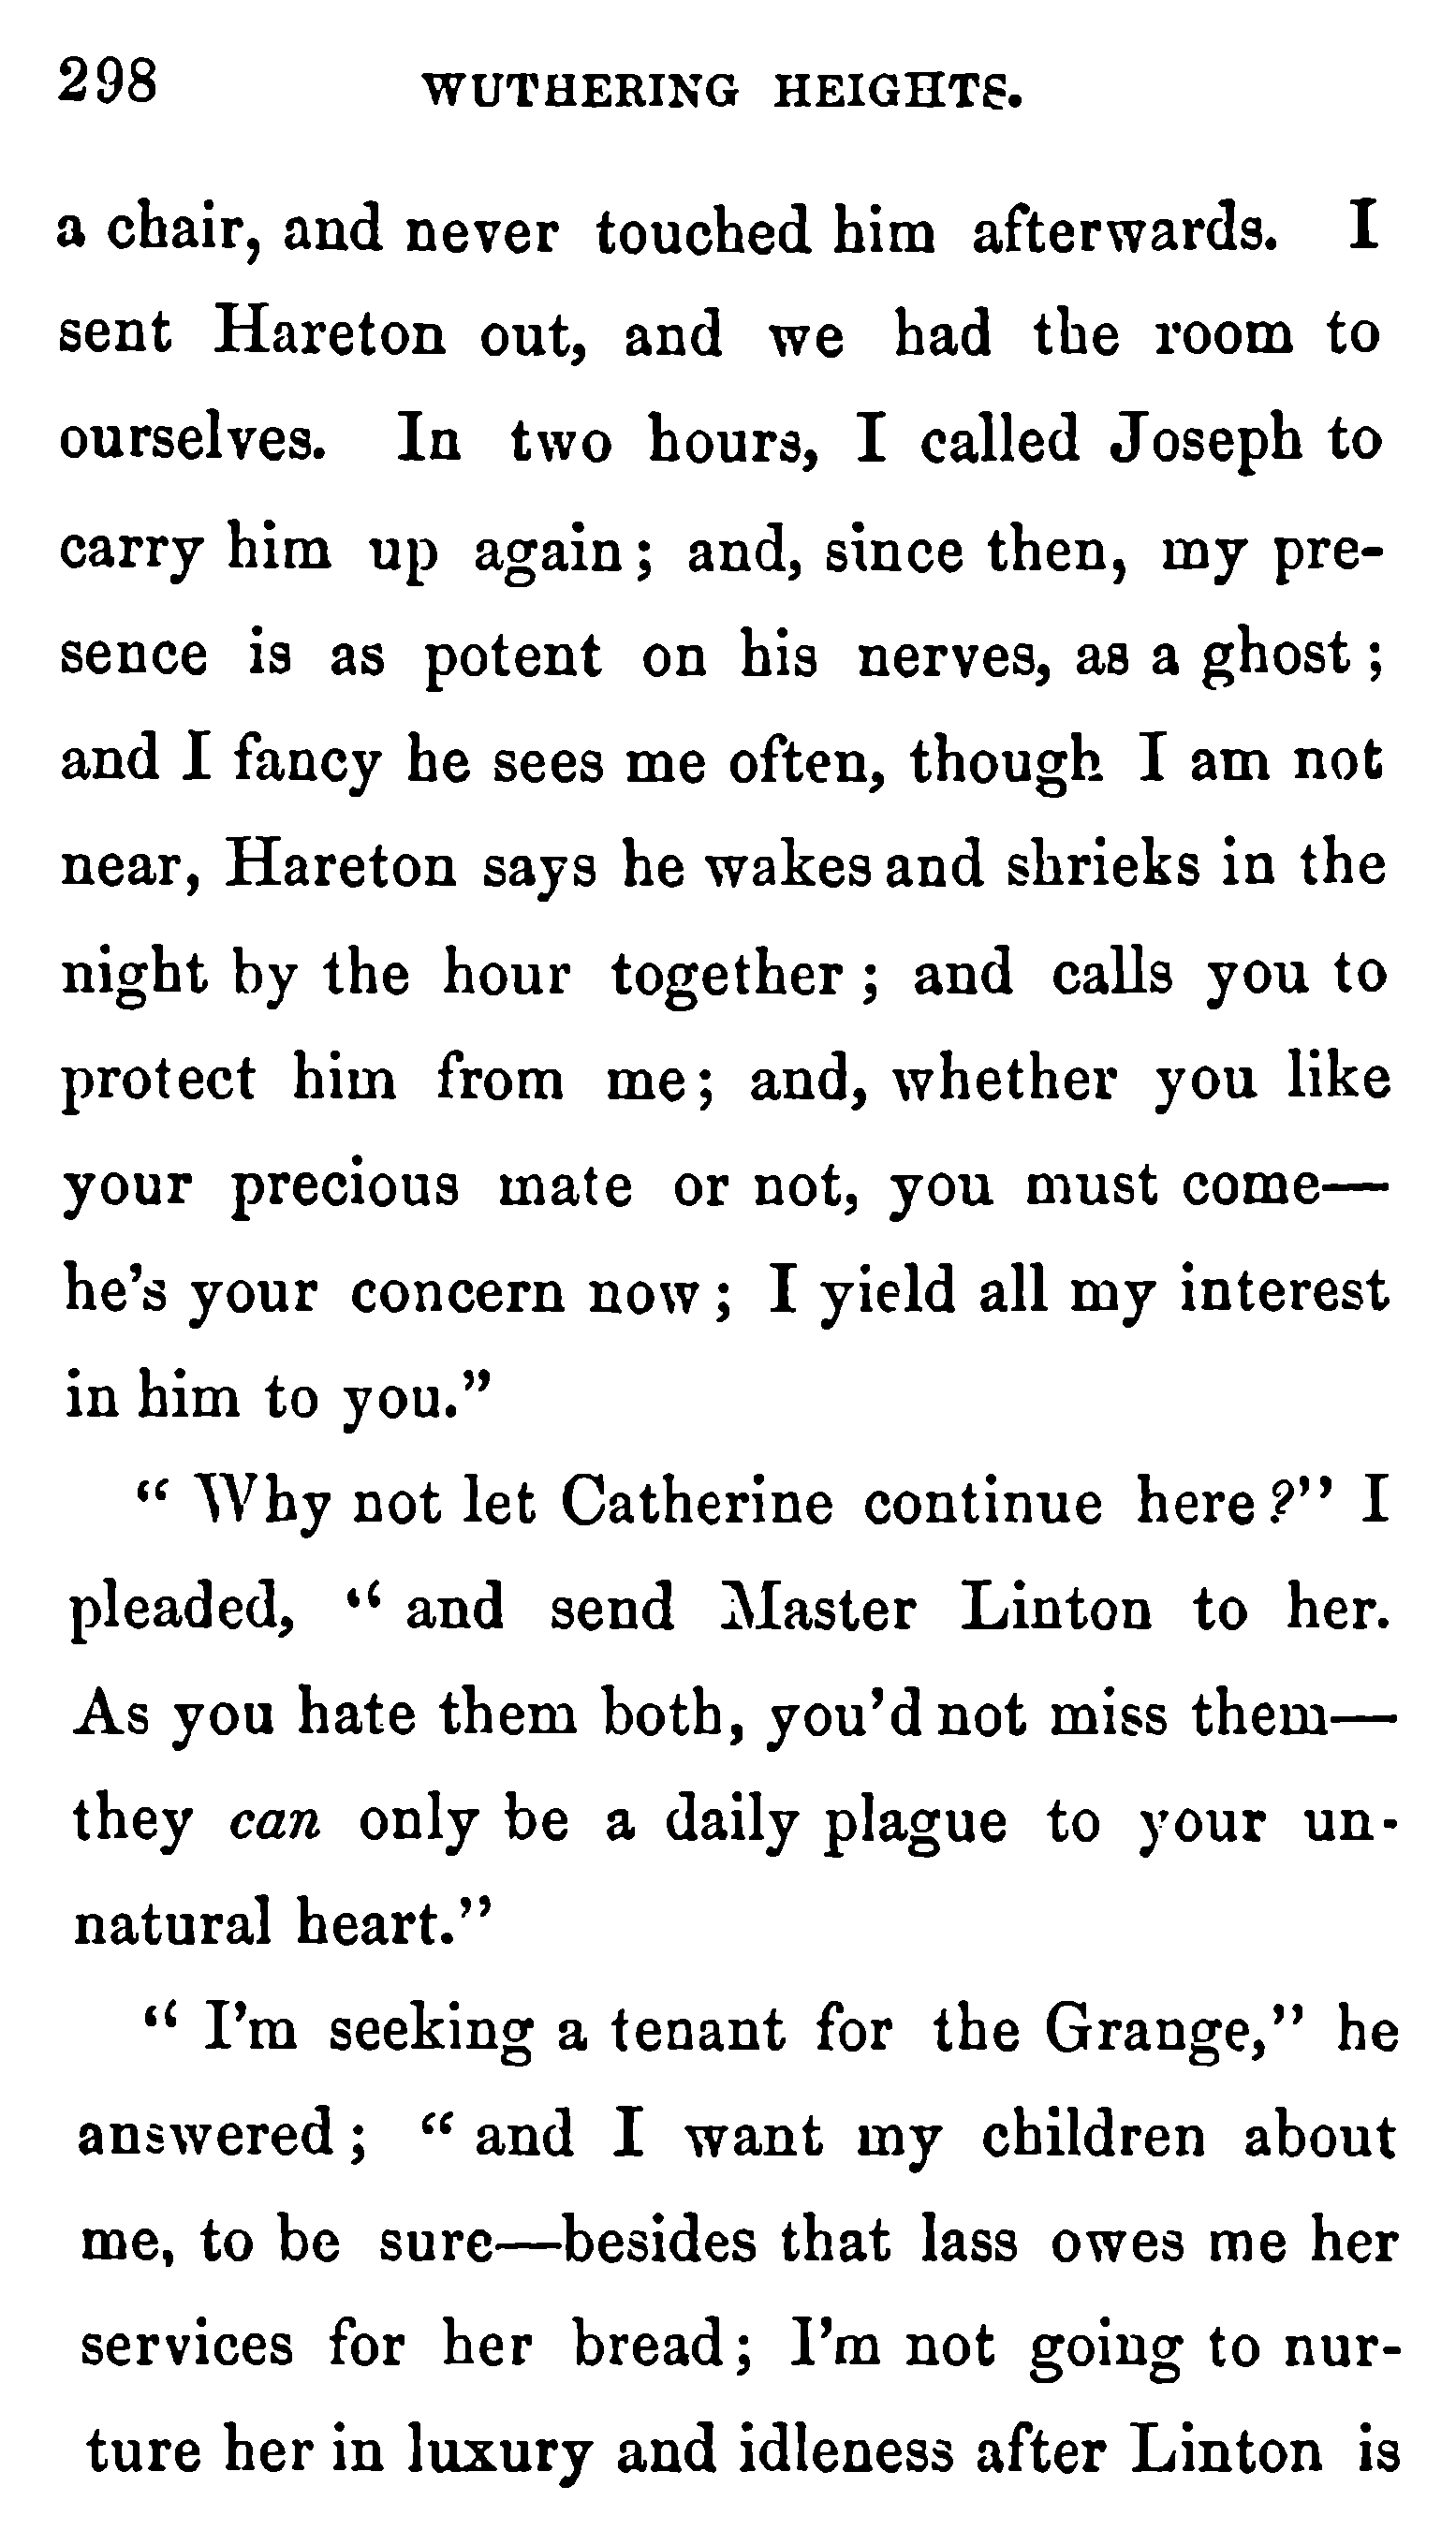 298 WUTHERING HEIGHTS.
a chair, and never touched him afterwards. I
sent Hareton out, and we had the room to
ourselves. In two hours, I called Joseph to
carry him up again; and, since then, my pre-
sence is as potent on his nerves, as a ghost;
and I fancy he sees me often, though I am not
near, Hareton says he wakes and shrieks in the
night by the hour together; and calls you to
protect him from me; and, whether you like
your precious mate or not, you must come—
he's your concern now; I yield all my interest
in him to you."
"Why not let Catherine continue here?" I
pleaded, "and send Master Linton to her.
As you hate them both, you'd not miss them—
they can only be a daily plague to your un-
natural heart."
"I'm seeking a tenant for the Grange," he
answered; "and I want my children about
me, to be sure—besides that lass owes me her
services for her bread; I'm not going to nur-
ture her in luxury and idleness after Linton is